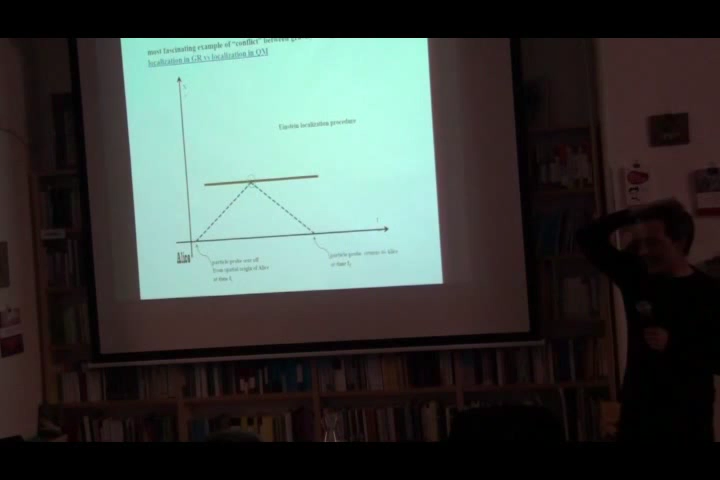 most fascinating example of "conflict" between
localization in GR vs localization in QM
X
Einstein localization procedure
t
Alice
particle probe sent off
from spatial origin of Alice
at time t
particle probe returns to Alice
at time t